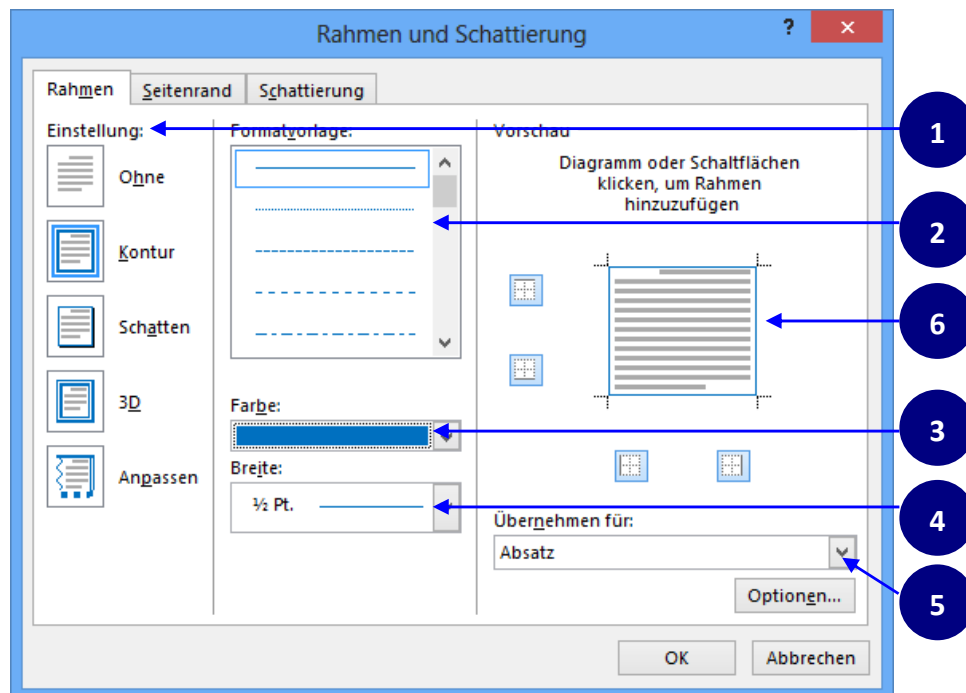 Rahmen und Schattierung
? ×
Rahmen Seitenrand Schattierung
Einstellung:
Ohne
Kontur
Schatten
3D
Anpassen
Formatvorlage:
Farbe:
Breite:
½ Pt.
Vorschau
Diagramm oder Schaltflächen
klicken, um Rahmen
hinzuzufügen
Übernehmen für:
Absatz
Optionen...
OK Abbrechen
1
2
6
3
4
5